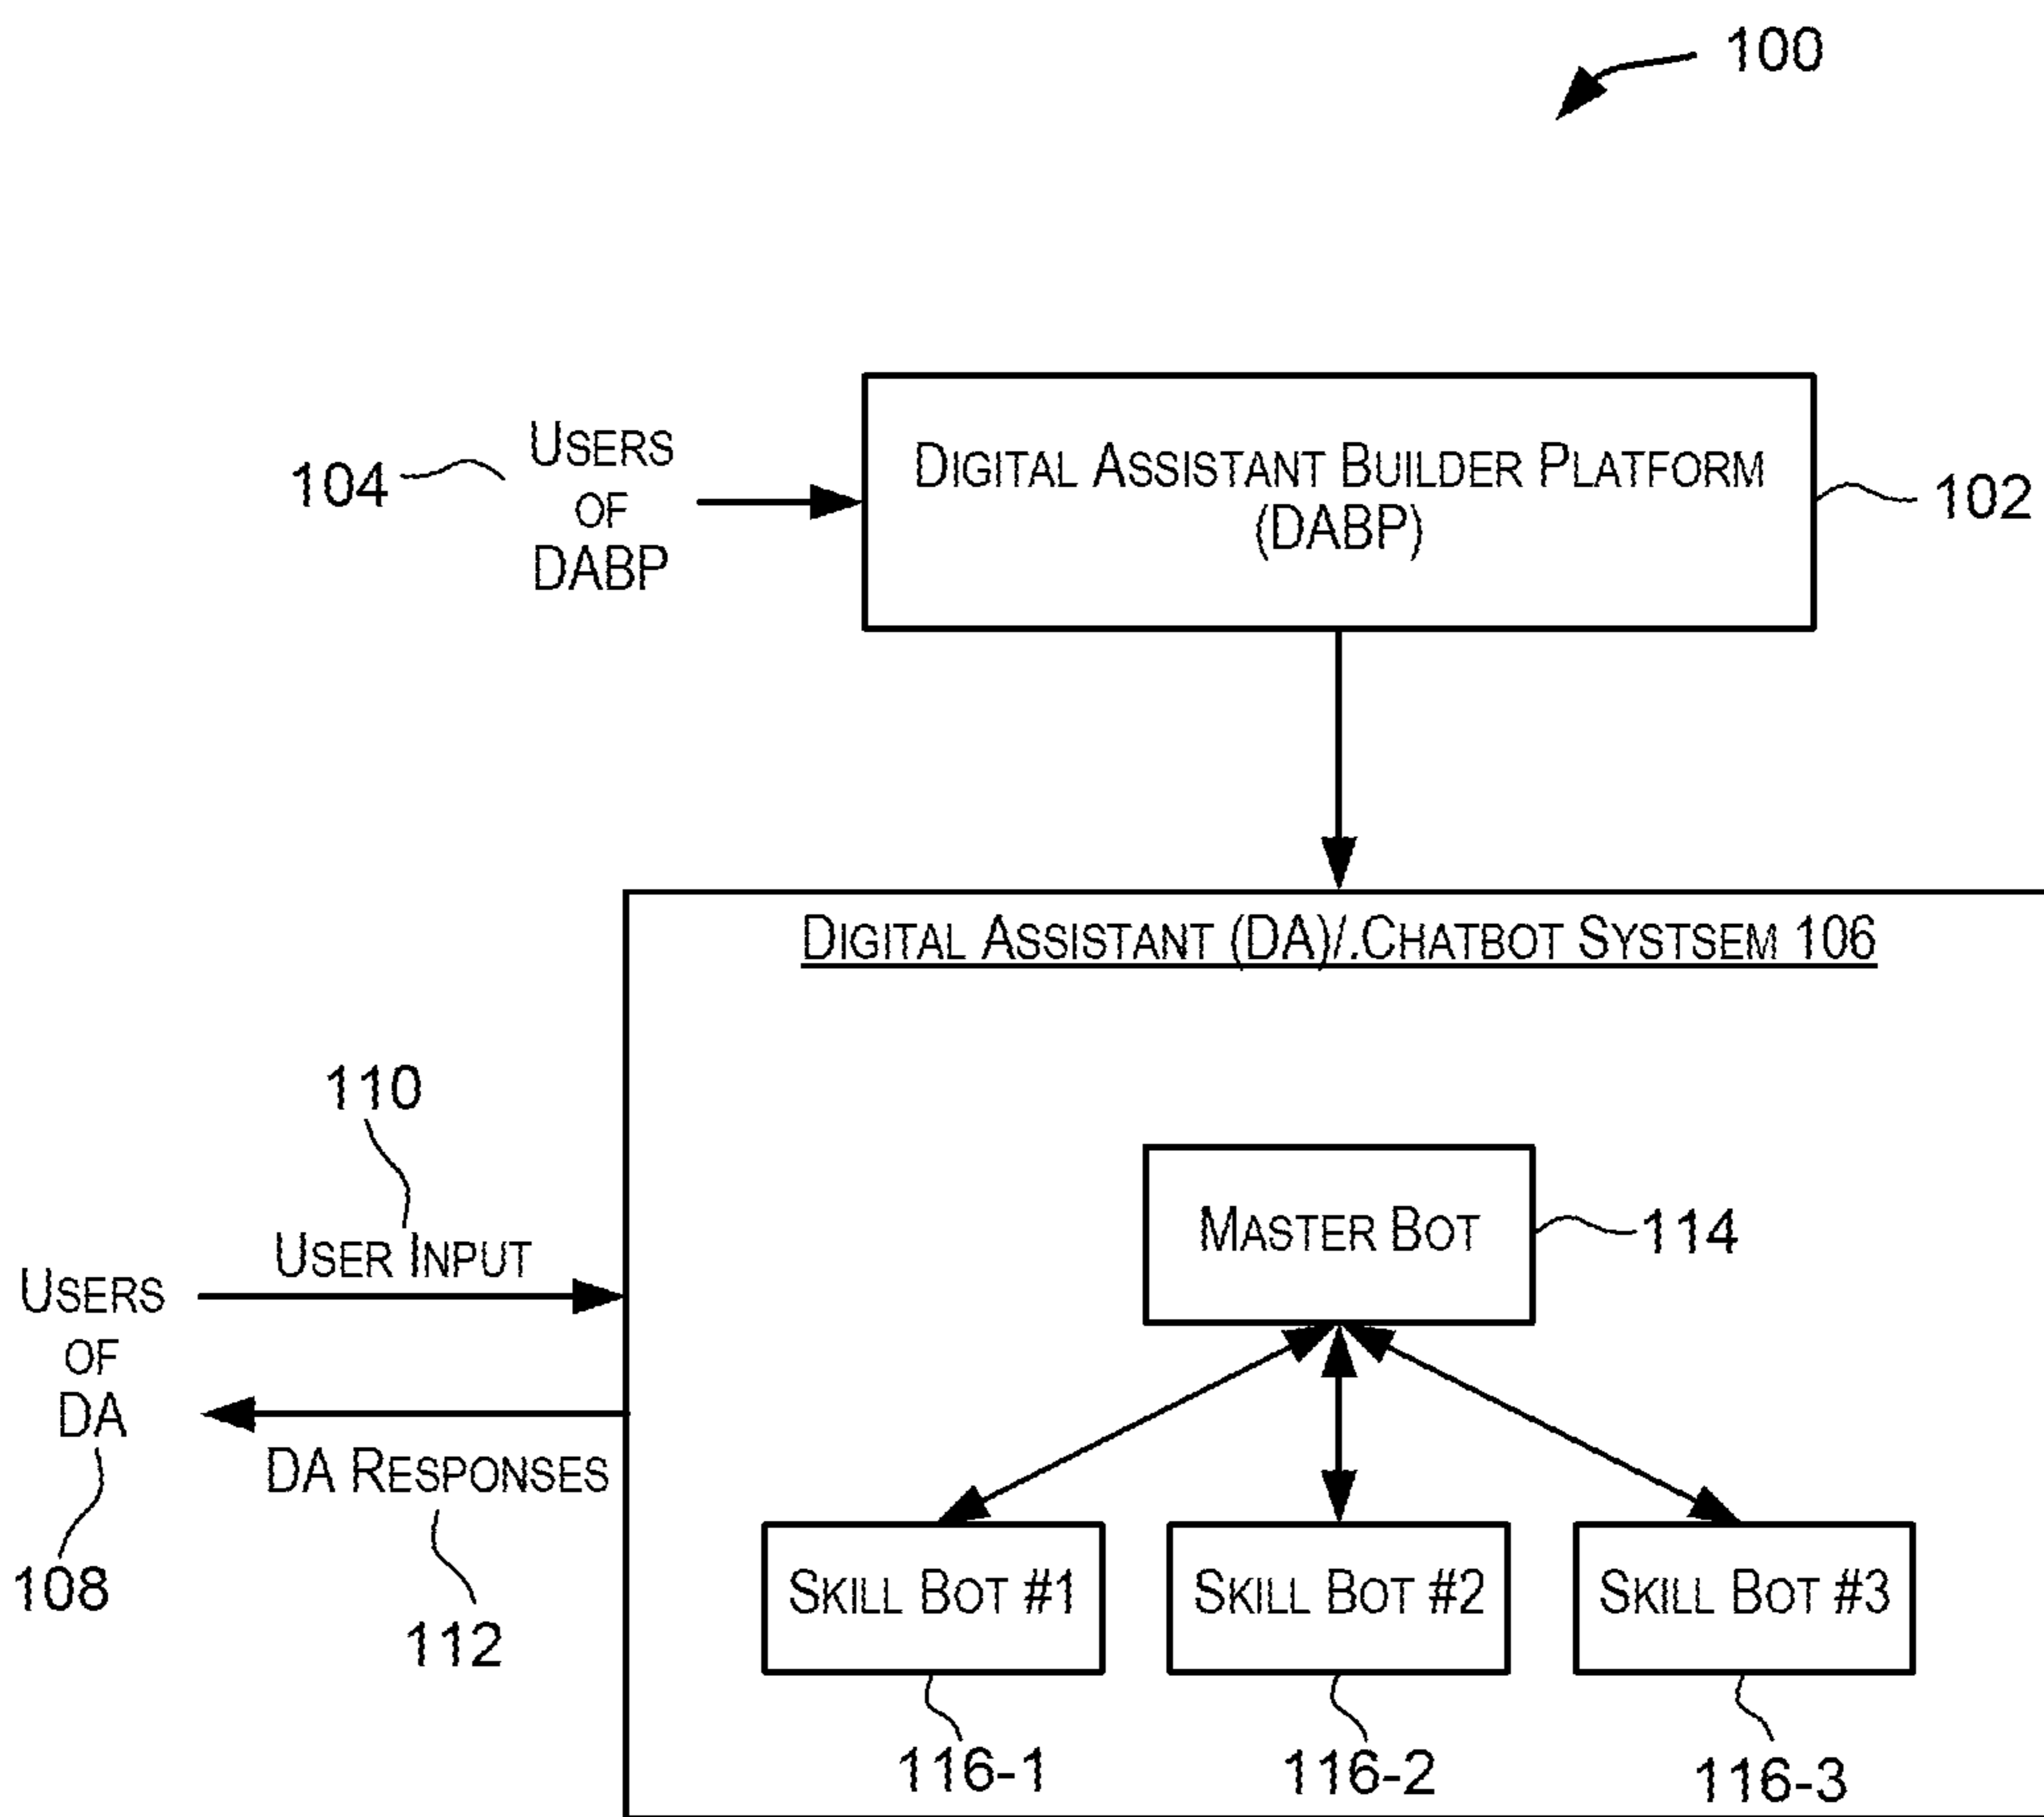 100
USERS
OF
DABP
104
DIGITAL ASSISTANT BUILDER PLATFORM
(DABP)
102
DIGITAL ASSISTANT (DA)/.CHATBOT SYSTSEM 106
110
USER INPUT
USERS
OF
DA
DA RESPONSES
108
112
MASTER BOT
114
SKILL BOT #1
SKILL BOT #2
SKILL BOT #3
116-1
116-2
116-3